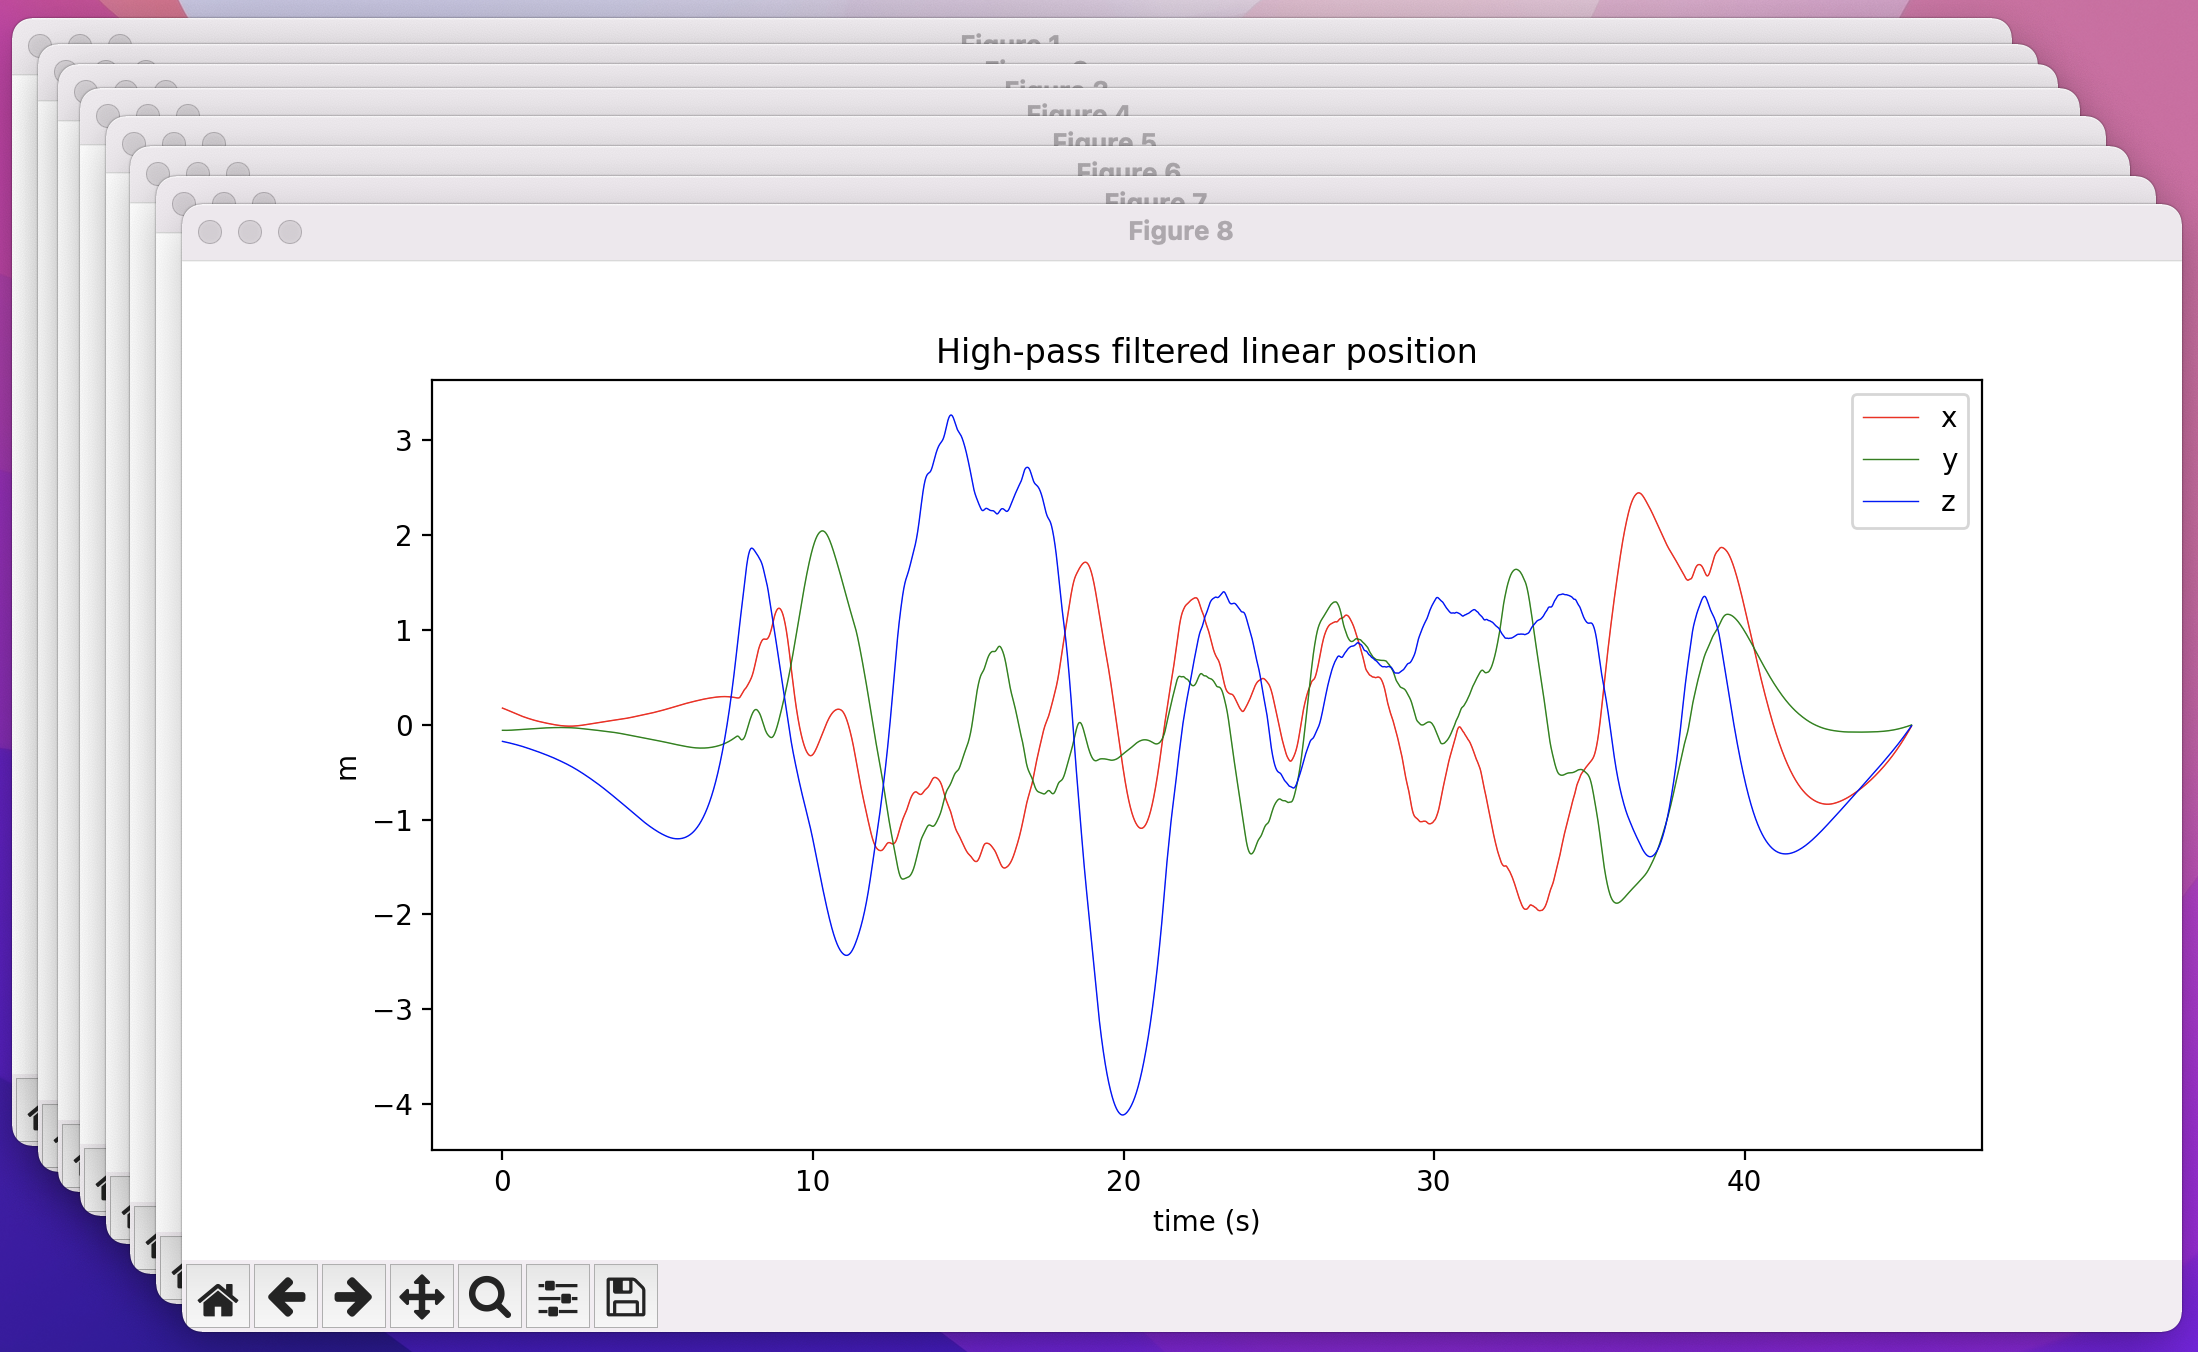 Figure 1
Figure 2
Figure 3
Figure 4
Figure 5
Figure 6
Figure 7
Figure 8
High-pass filtered linear position
x
y
z
3
2
1
0
−1
−2
−3
−4
m
0 10 20 30 40
time (s)